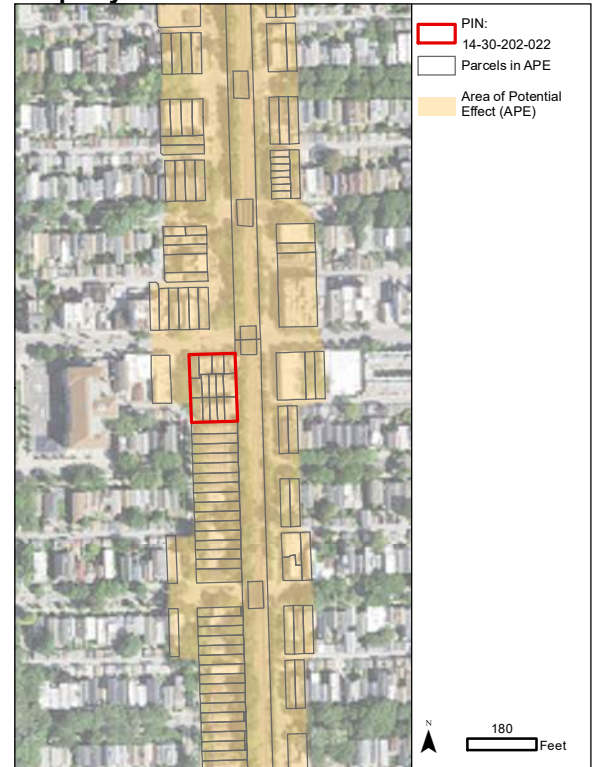 PIN:
14-30-202-022
Parcels in APE
Area of Potential
Effect (APE)
N
180
Feet